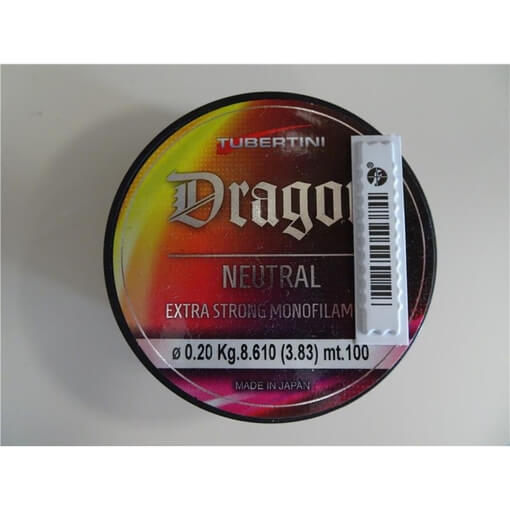 TUBERTINI
Dragon
NEUTRAL
EXTRA STRONG MONOFILAM
ø 0.20 Kg.8.610 (3.83) mt.100
MADE IN JAPAN